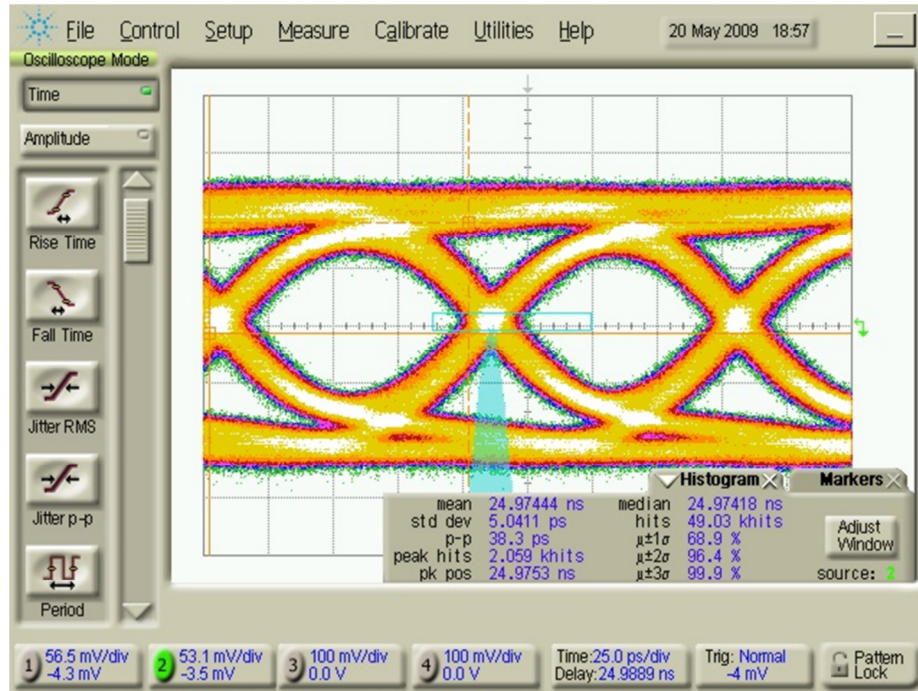 File Control Setup Measure Calibrate Utilities Help 20 May 2009 18:57
Oscilloscope Mode
Time
Amplitude
Rise Time
Fall Time
Jitter RMS
Jitter p-p
Period
Histogram Markers
mean 24.97444 ns median 24.97418 ns
std dev 5.0411 ps hits 49.03 khits
p-p 38.3 ps μ±1σ 68.9 %
peak hits 2.059 khits μ±2σ 96.4 %
pk pos 24.9753 ns μ±3σ 99.9 %
Adjust
Window
source: 2
1 56.5 mV/div
-4.3 mV
2 53.1 mV/div
-3.5 mV
3 100 mV/div
0.0 V
4 100 mV/div
0.0 V
Time:25.0 ps/div
Delay:24.9889 ns
Trig: Normal
-4 mV
Pattern
Lock